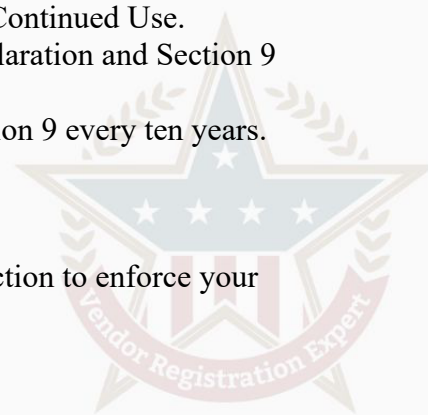 Continued Use.
laration and Section 9
on 9 every ten years.
ction to enforce your
Vendor Registration Expert